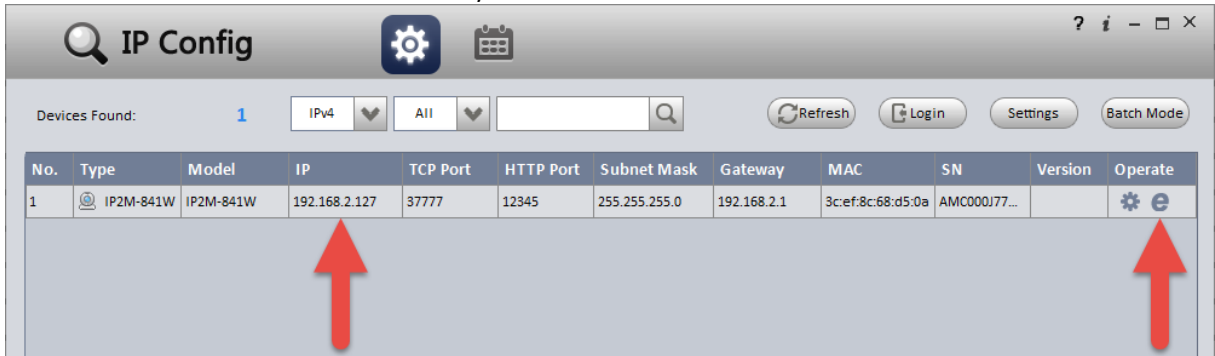 IP Config
? i
Devices Found: 1 IPv4 All Refresh Login Settings Batch Mode
No. Type Model IP TCP Port HTTP Port Subnet Mask Gateway MAC SN Version Operate
1 IP2M-841W IP2M-841W 192.168.2.127 37777 12345 255.255.255.0 192.168.2.1 3c:ef:8c:68:d5:0a AMC000J77... e